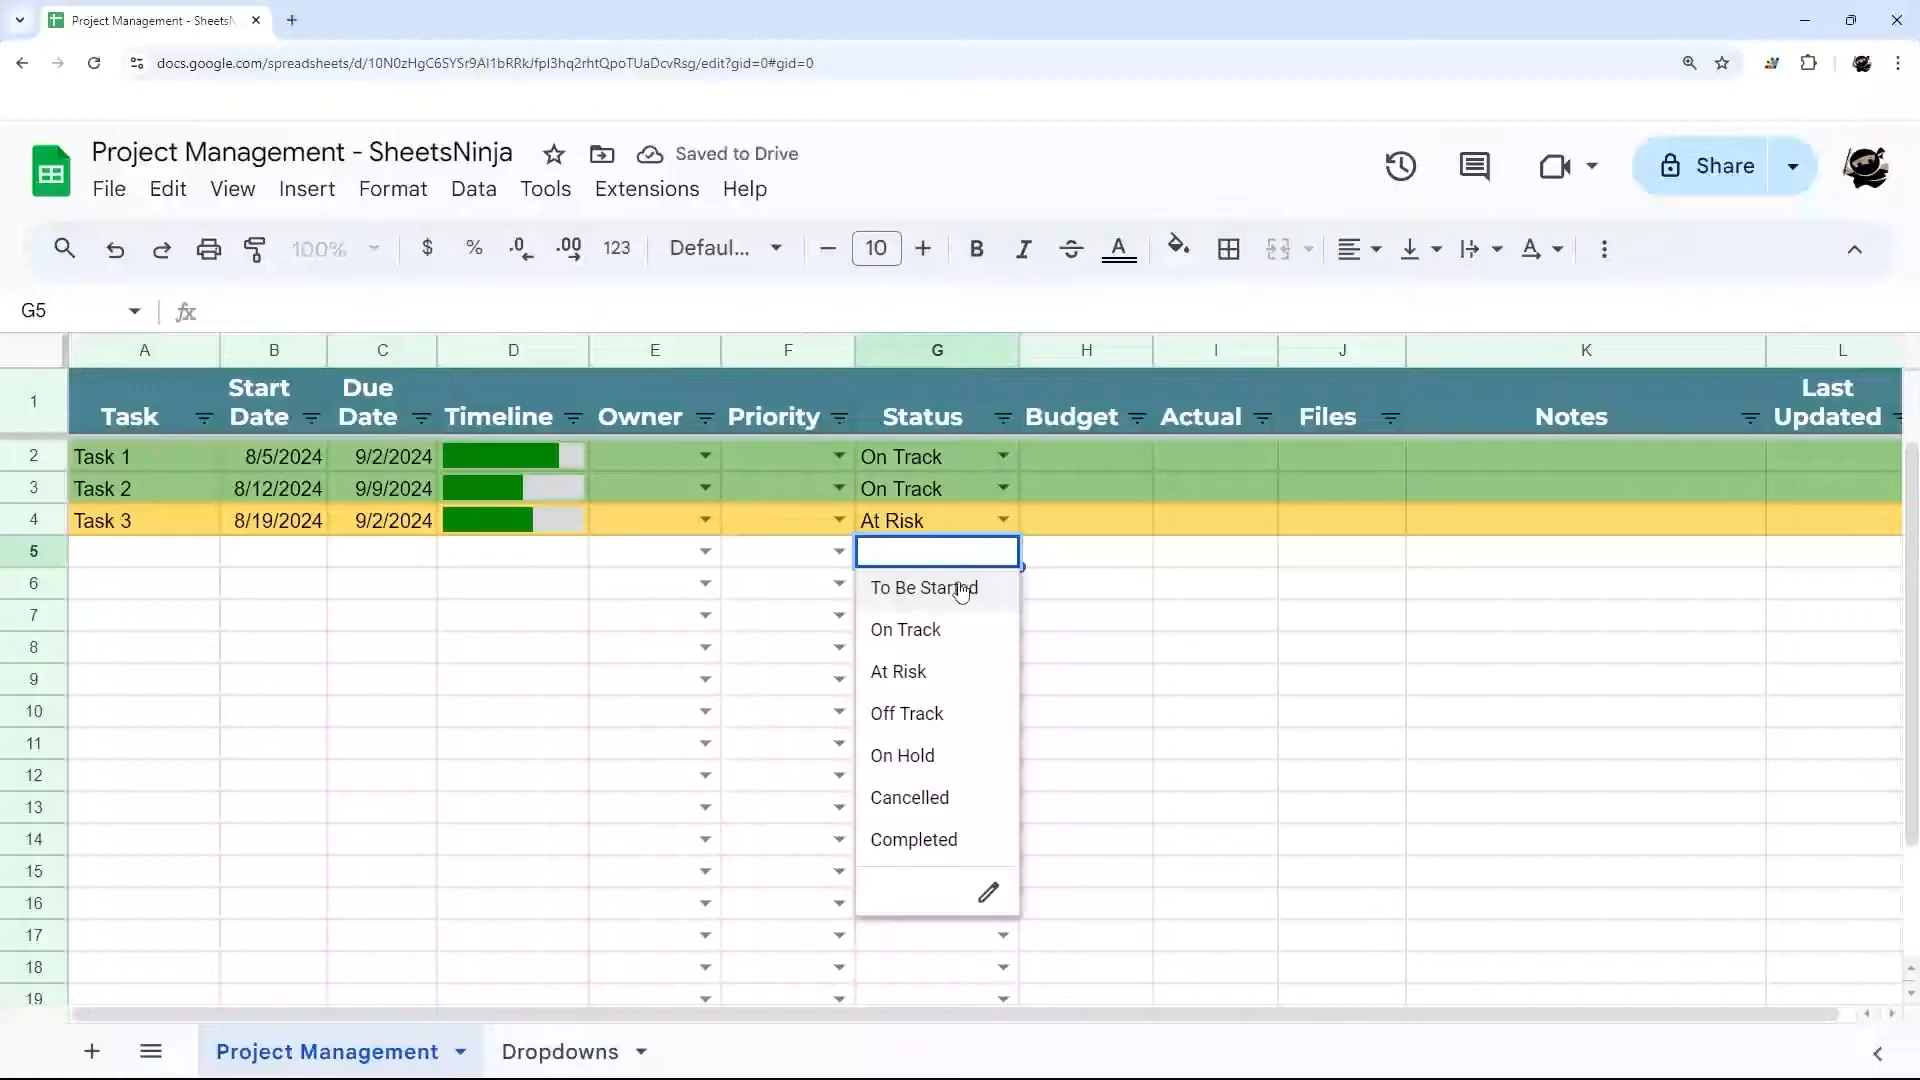 Project Management - SheetsN
docs.google.com/spreadsheets/d/10N0zHgC6SYSr9AI1bRRkJfpI3hq2rhtQpoTUaDcvRsg/edit?gid=0#gid=0
Project Management - SheetsNinja
Saved to Drive
File Edit View Insert Format Data Tools Extensions Help
Share
100% $ % .0 .00 123 Defaul... 10 B I A A
G5 fx
A B C D E F G H I J K L
1 Task Start Date Due Date Timeline Owner Priority Status Budget Actual Files Notes Last Updated
2 Task 1 8/5/2024 9/2/2024 On Track
3 Task 2 8/12/2024 9/9/2024 On Track
4 Task 3 8/19/2024 9/2/2024 At Risk
5
6 To Be Started
7 On Track
8
9 At Risk
10 Off Track
11 On Hold
12
13 Cancelled
14 Completed
15
16
17
18
19
Project Management Dropdowns